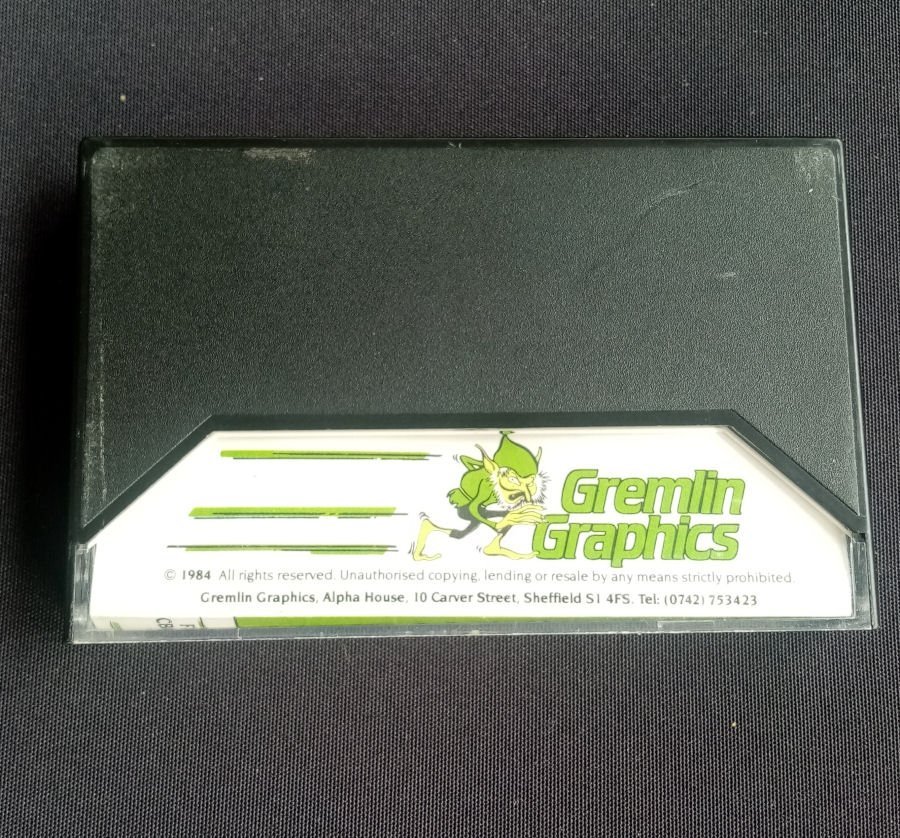 Gremlin
Graphics
© 1984 All rights reserved. Unauthorised copying, lending or resale by any means strictly prohibited.
Gremlin Graphics, Alpha House, 10 Carver Street, Sheffield S1 4FS. Tel: (0742) 753423